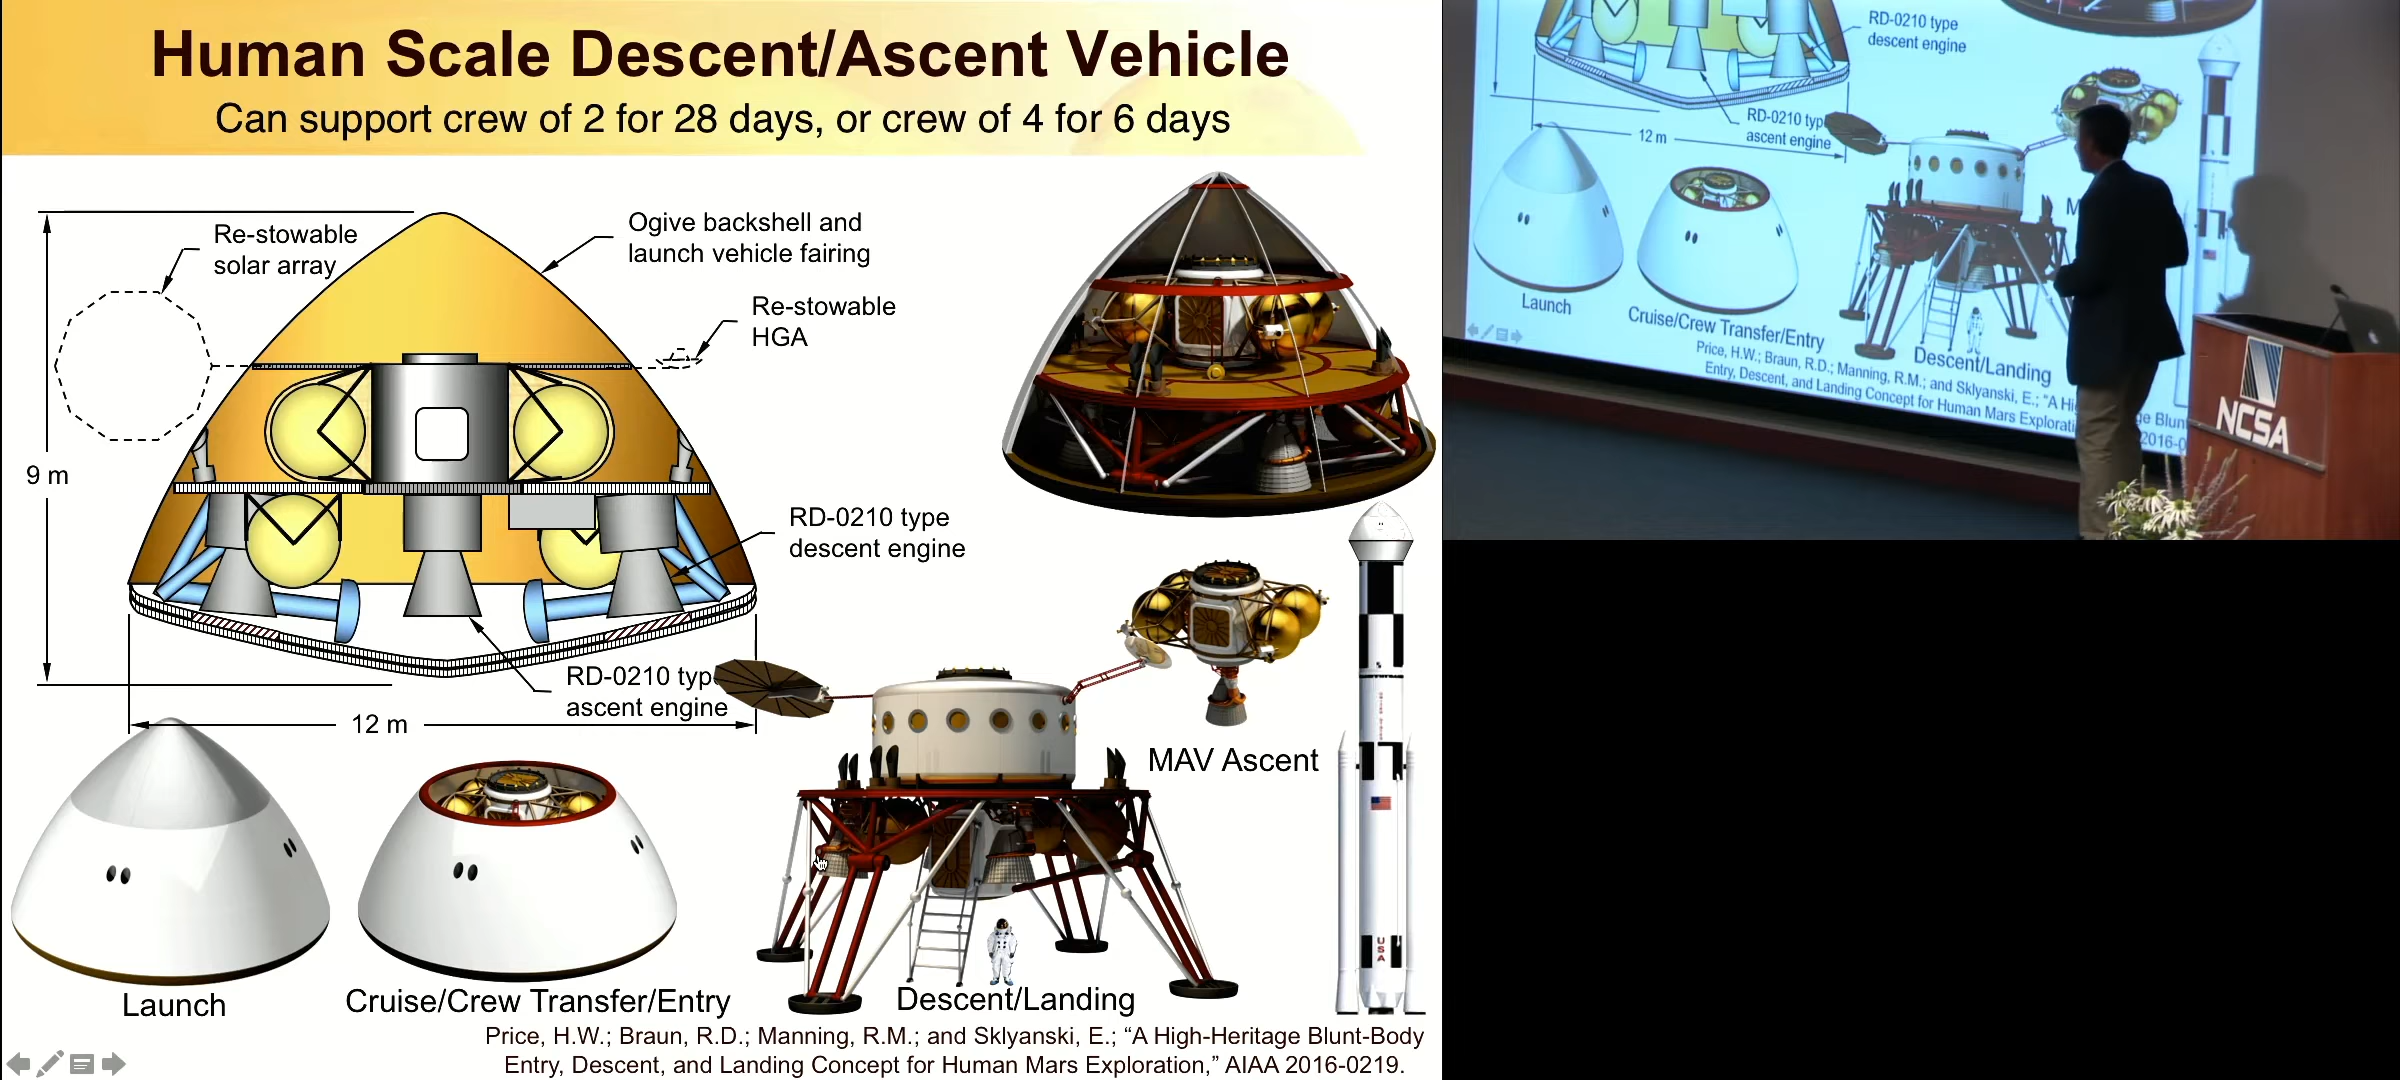 Human Scale Descent/Ascent Vehicle
Can support crew of 2 for 28 days, or crew of 4 for 6 days
Re-stowable
solar array
Ogive backshell and
launch vehicle fairing
Re-stowable
HGA
9 m
RD-0210 type
descent engine
RD-0210 typ
ascent engine
12 m
MAV Ascent
USA
Launch
Cruise/Crew Transfer/Entry
Descent/Landing
Price, H.W.; Braun, R.D.; Manning, R.M.; and Sklyanski, E.; “A High-Heritage Blunt-Body
Entry, Descent, and Landing Concept for Human Mars Exploration,” AIAA 2016-0219.
RD-0210 type
descent engine
RD-0210 typ
ascent engine
12 m
M
Launch
Cruise/Crew Transfer/Entry
Descent/Landing
Price, H.W.; Braun, R.D.; Manning, R.M.; and Sklyanski, E.; “A Hi ge Blun
Entry, Descent, and Landing Concept for Human Mars Explorati 2016-0
NCSA